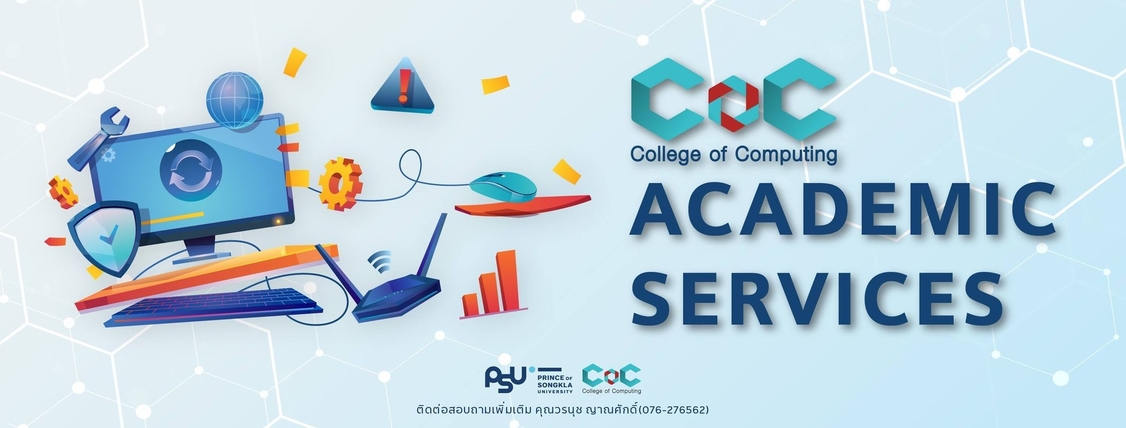 CoC
College of Computing
ACADEMIC
SERVICES
PSU PRINCE OF
SONGKLA
UNIVERSITY
CoC
College of Computing
ติดต่อสอบถามเพิ่มเติม คุณวรนุช ญาณศักดิ์(076-276562)